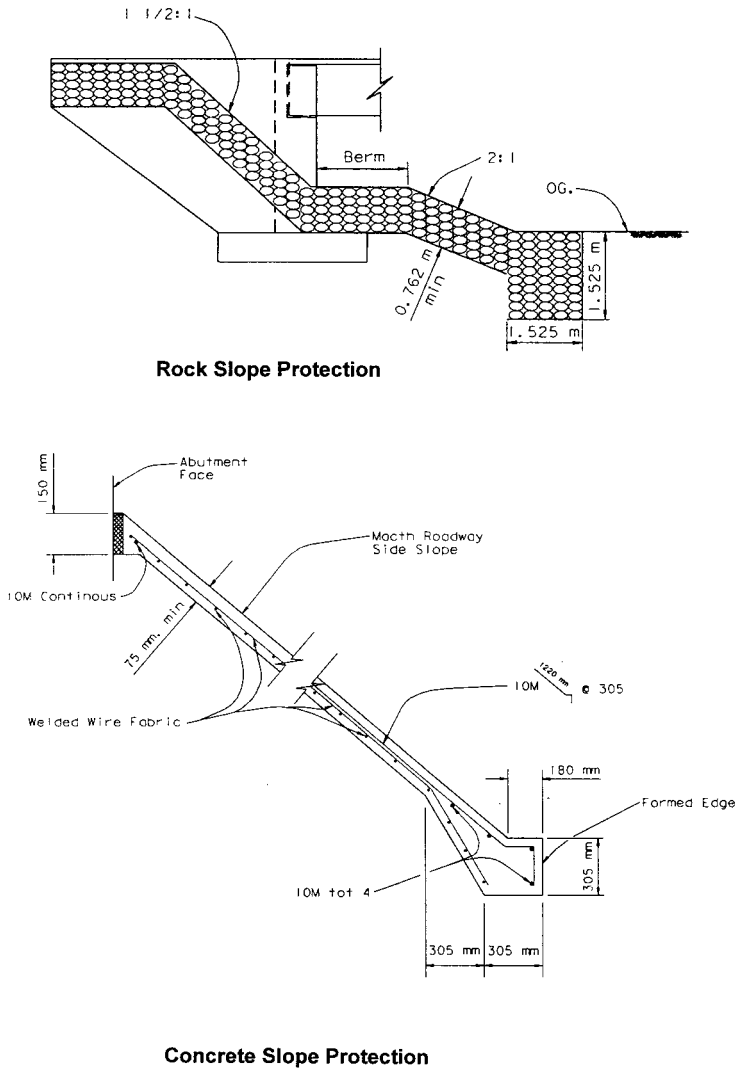 1 1/2:1
Berm
2:1
OG.
0.762 m
min
1.525 m
1.525 m
Rock Slope Protection
150 mm
Abutment
Face
Macth Roadway
Side Slope
10M Continous
75 mm. min
1220 mm
10M
@ 305
Welded Wire Fabric
180 mm
Formed Edge
305 mm
10M tot 4
305 mm
305 mm
Concrete Slope Protection